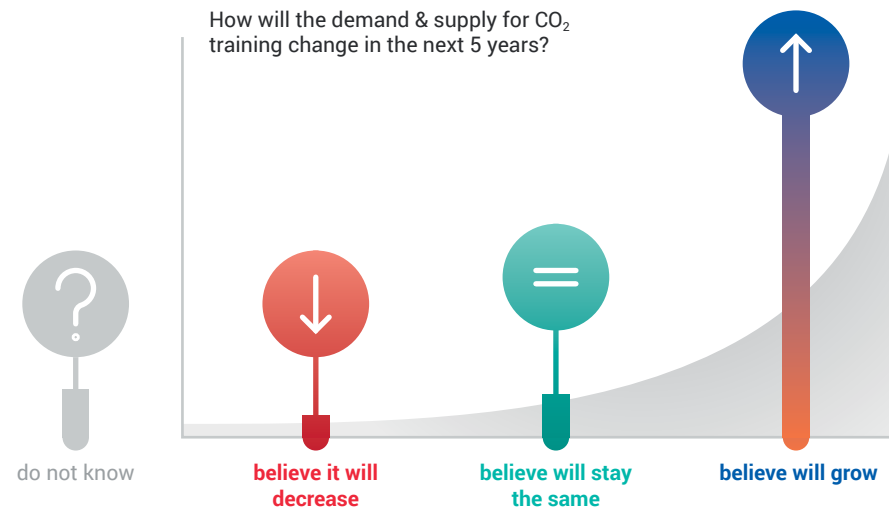 How will the demand & supply for CO₂
training change in the next 5 years?
?
=
do not know
believe it will
decrease
believe will stay
the same
believe will grow